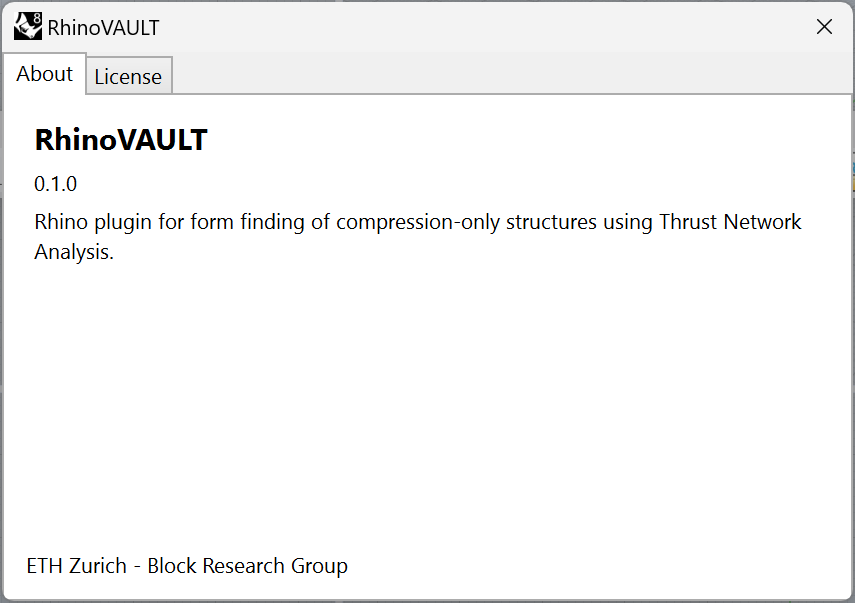 8
RhinoVAULT
About
License
RhinoVAULT
0.1.0
Rhino plugin for form finding of compression-only structures using Thrust Network
Analysis.
ETH Zurich - Block Research Group